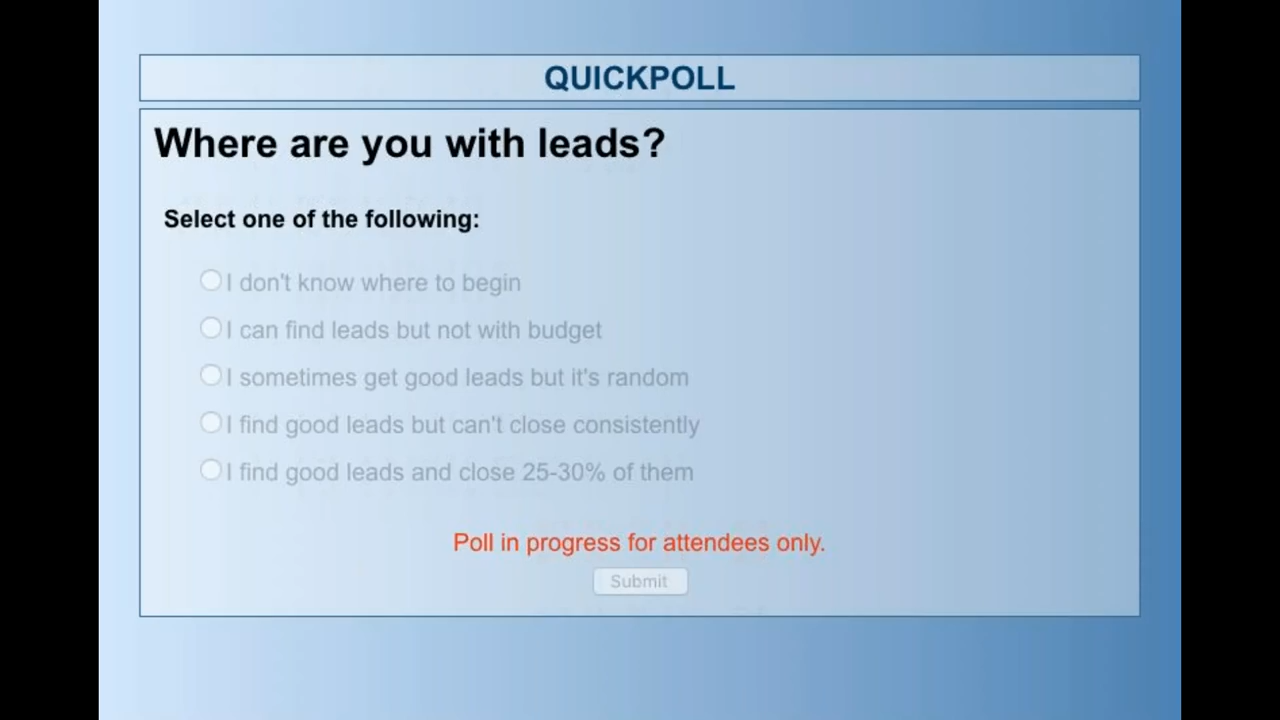 QUICKPOLL
Where are you with leads?
Select one of the following:
I don't know where to begin
I can find leads but not with budget
I sometimes get good leads but it's random
I find good leads but can't close consistently
I find good leads and close 25-30% of them
Poll in progress for attendees only.
Submit